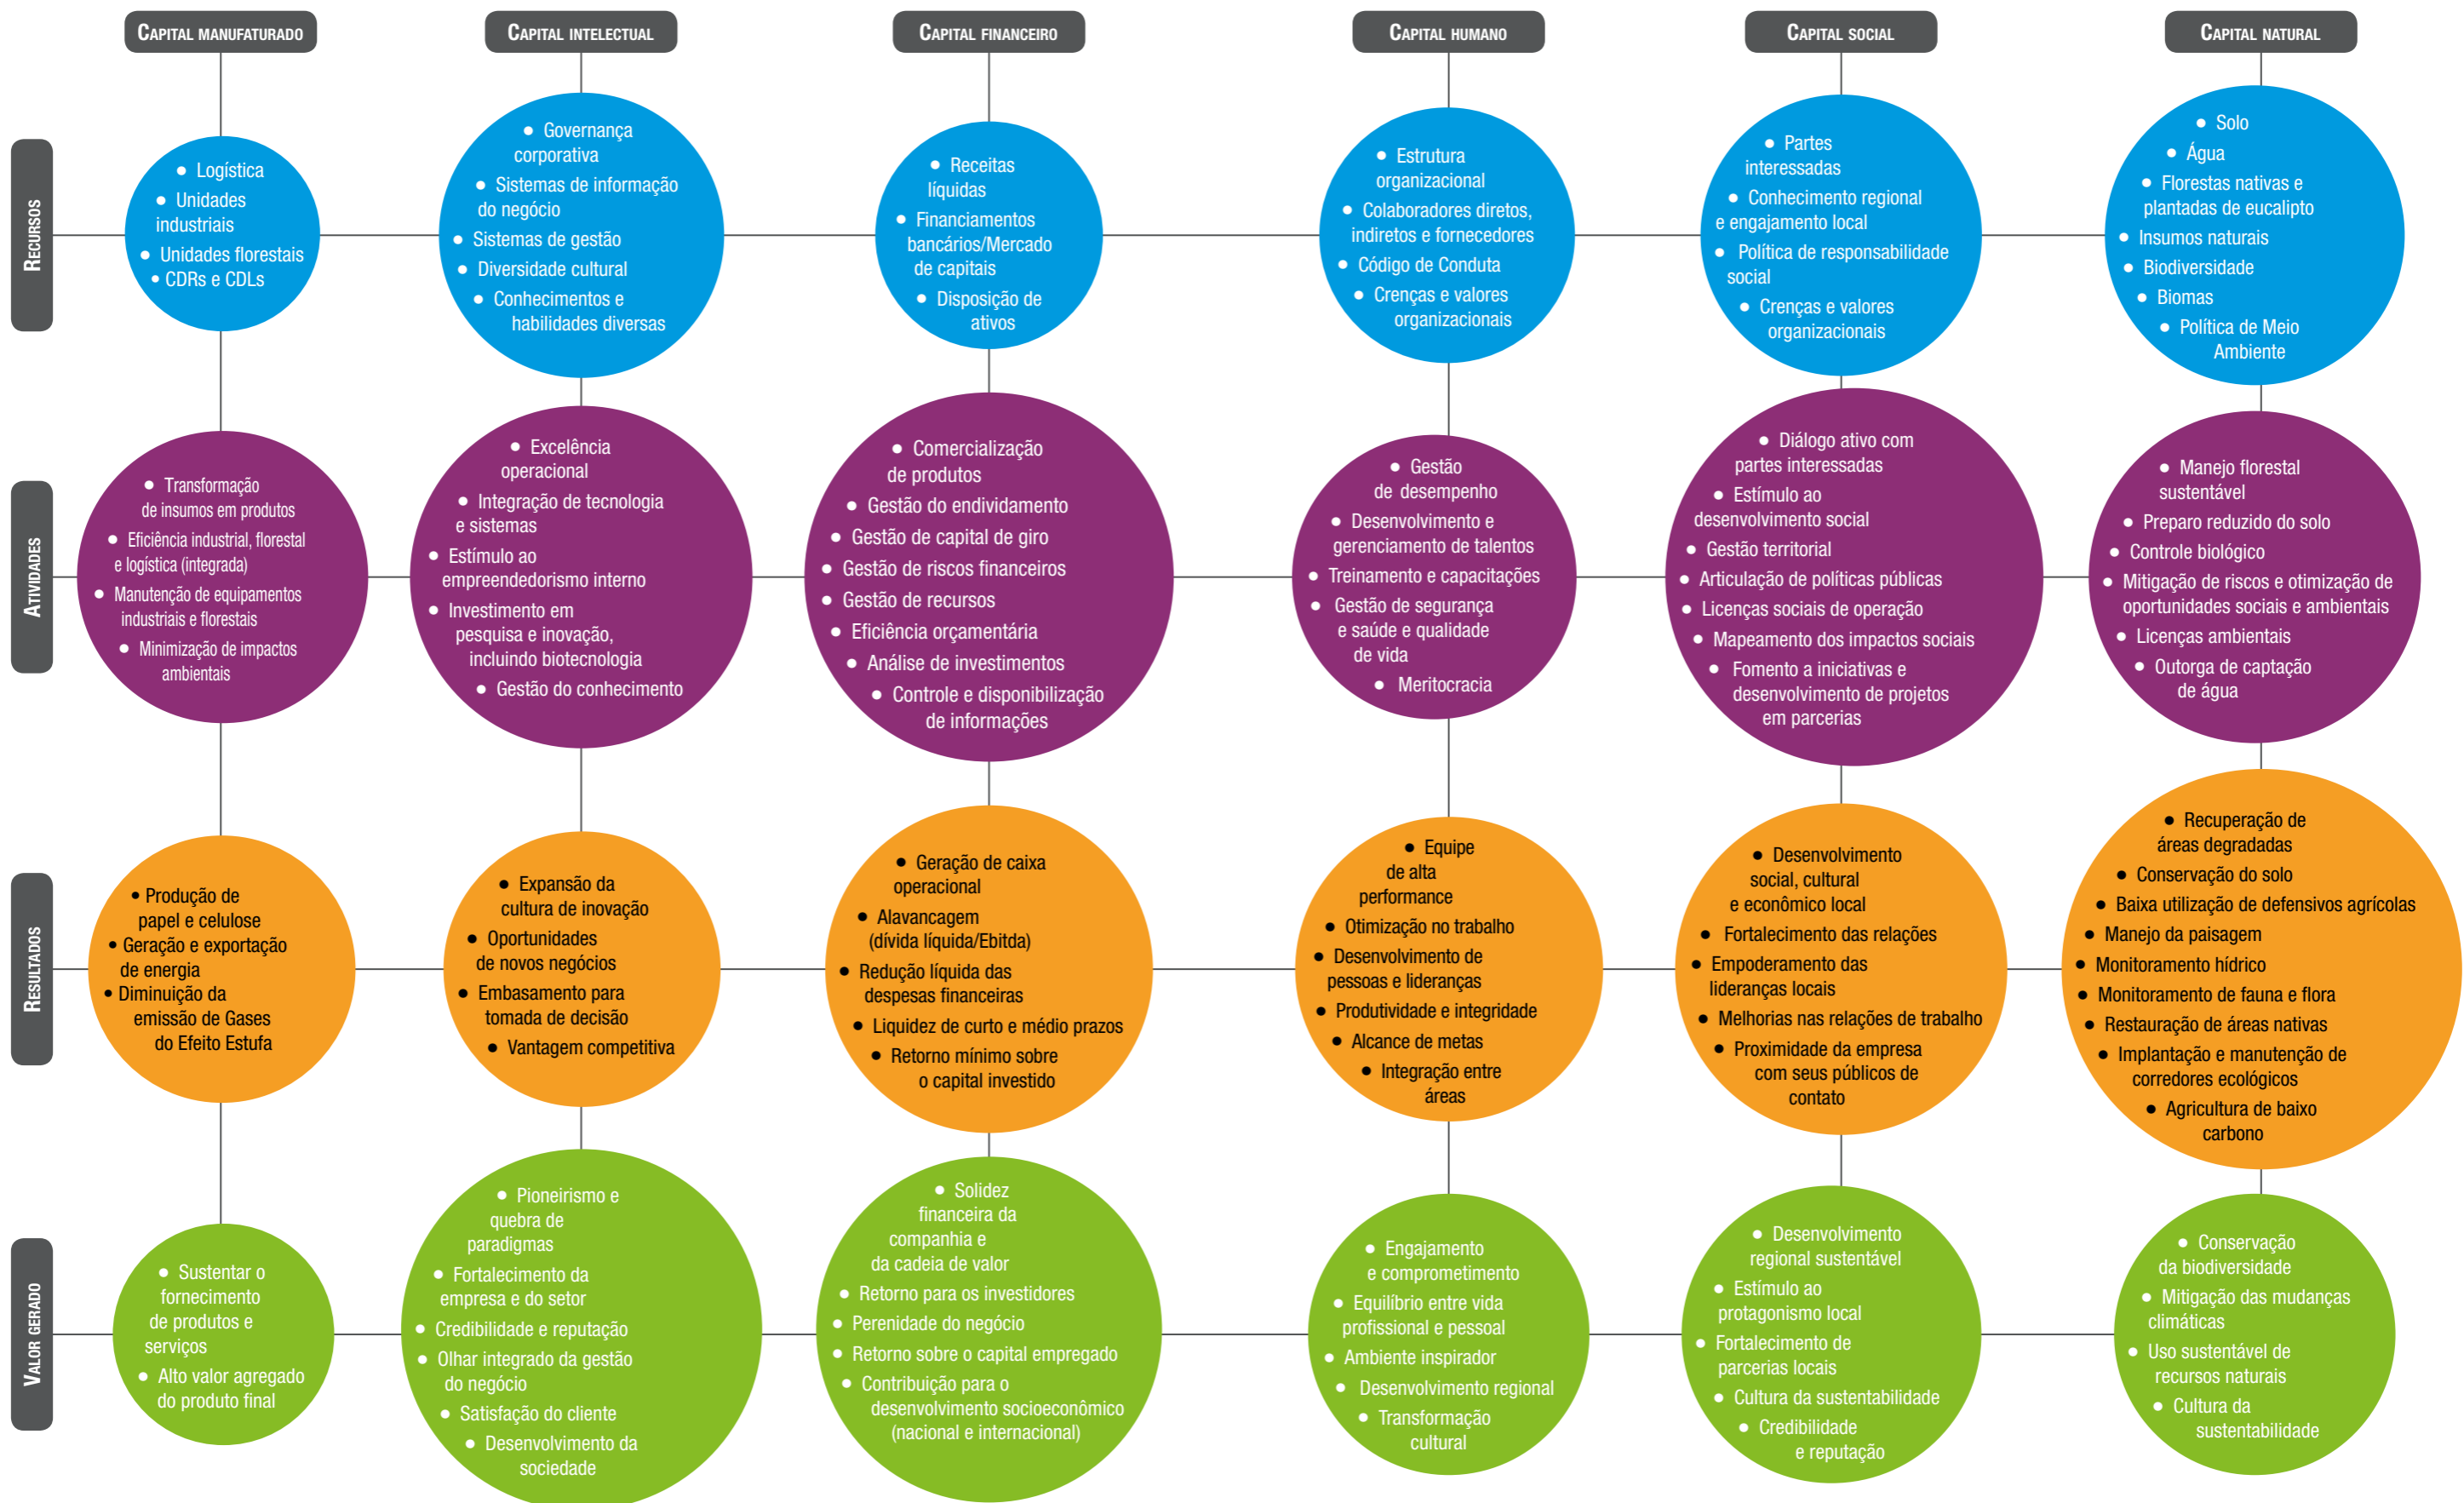 CAPITAL MANUFATURADO
CAPITAL INTELECTUAL
CAPITAL FINANCEIRO
CAPITAL HUMANO
CAPITAL SOCIAL
CAPITAL NATURAL
RECURSOS
• Logística
• Unidades
industriais
• Unidades florestais
• CDRs e CDLs
• Governança
corporativa
• Sistemas de informação
do negócio
• Sistemas de gestão
• Diversidade cultural
• Conhecimentos e
habilidades diversas
• Receitas
líquidas
• Financiamentos
bancários/Mercado
de capitais
• Disposição de
ativos
• Estrutura
organizacional
• Colaboradores diretos,
indiretos e fornecedores
• Código de Conduta
• Crenças e valores
organizacionais
• Partes
interessadas
• Conhecimento regional
e engajamento local
• Política de responsabilidade
social
• Crenças e valores
organizacionais
• Solo
• Água
• Florestas nativas e
plantadas de eucalipto
• Insumos naturais
• Biodiversidade
• Biomas
• Política de Meio
Ambiente
ATIVIDADES
• Transformação
de insumos em produtos
• Eficiência industrial, florestal
e logística (integrada)
• Manutenção de equipamentos
industriais e florestais
• Minimização de impactos
ambientais
• Excelência
operacional
• Integração de tecnologia
e sistemas
• Estímulo ao
empreendedorismo interno
• Investimento em
pesquisa e inovação,
incluindo biotecnologia
• Gestão do conhecimento
• Comercialização
de produtos
• Gestão do endividamento
• Gestão de capital de giro
• Gestão de riscos financeiros
• Gestão de recursos
• Eficiência orçamentária
• Análise de investimentos
• Controle e disponibilização
de informações
• Gestão
de desempenho
• Desenvolvimento e
gerenciamento de talentos
• Treinamento e capacitações
• Gestão de segurança
e saúde e qualidade
de vida
• Meritocracia
• Diálogo ativo com
partes interessadas
• Estímulo ao
desenvolvimento social
• Gestão territorial
• Articulação de políticas públicas
• Licenças sociais de operação
• Mapeamento dos impactos sociais
• Fomento a iniciativas e
desenvolvimento de projetos
em parcerias
• Manejo florestal
sustentável
• Preparo reduzido do solo
• Controle biológico
• Mitigação de riscos e otimização de
oportunidades sociais e ambientais
• Licenças ambientais
• Outorga de captação
de água
RESULTADOS
• Produção de
papel e celulose
• Geração e exportação
de energia
• Diminuição da
emissão de Gases
do Efeito Estufa
• Expansão da
cultura de inovação
• Oportunidades
de novos negócios
• Embasamento para
tomada de decisão
• Vantagem competitiva
• Geração de caixa
operacional
• Alavancagem
(dívida líquida/Ebitda)
• Redução líquida das
despesas financeiras
• Liquidez de curto e médio prazos
• Retorno mínimo sobre
o capital investido
• Equipe
de alta
performance
• Otimização no trabalho
• Desenvolvimento de
pessoas e lideranças
• Produtividade e integridade
• Alcance de metas
• Integração entre
áreas
• Desenvolvimento
social, cultural
e econômico local
• Fortalecimento das relações
• Empoderamento das
lideranças locais
• Melhorias nas relações de trabalho
• Proximidade da empresa
com seus públicos de
contato
• Recuperação de
áreas degradadas
• Conservação do solo
• Baixa utilização de defensivos agrícolas
• Manejo da paisagem
• Monitoramento hídrico
• Monitoramento de fauna e flora
• Restauração de áreas nativas
• Implantação e manutenção de
corredores ecológicos
• Agricultura de baixo
carbono
VALOR GERADO
• Sustentar o
fornecimento
de produtos e
serviços
• Alto valor agregado
do produto final
• Pioneirismo e
quebra de
paradigmas
• Fortalecimento da
empresa e do setor
• Credibilidade e reputação
• Olhar integrado da gestão
do negócio
• Satisfação do cliente
• Desenvolvimento da
sociedade
• Solidez
financeira da
companhia e
da cadeia de valor
• Retorno para os investidores
• Perenidade do negócio
• Retorno sobre o capital empregado
• Contribuição para o
desenvolvimento socioeconômico
(nacional e internacional)
• Engajamento
e comprometimento
• Equilíbrio entre vida
profissional e pessoal
• Ambiente inspirador
• Desenvolvimento regional
• Transformação
cultural
• Desenvolvimento
regional sustentável
• Estímulo ao
protagonismo local
• Fortalecimento de
parcerias locais
• Cultura da sustentabilidade
• Credibilidade
e reputação
• Conservação
da biodiversidade
• Mitigação das mudanças
climáticas
• Uso sustentável de
recursos naturais
• Cultura da
sustentabilidade